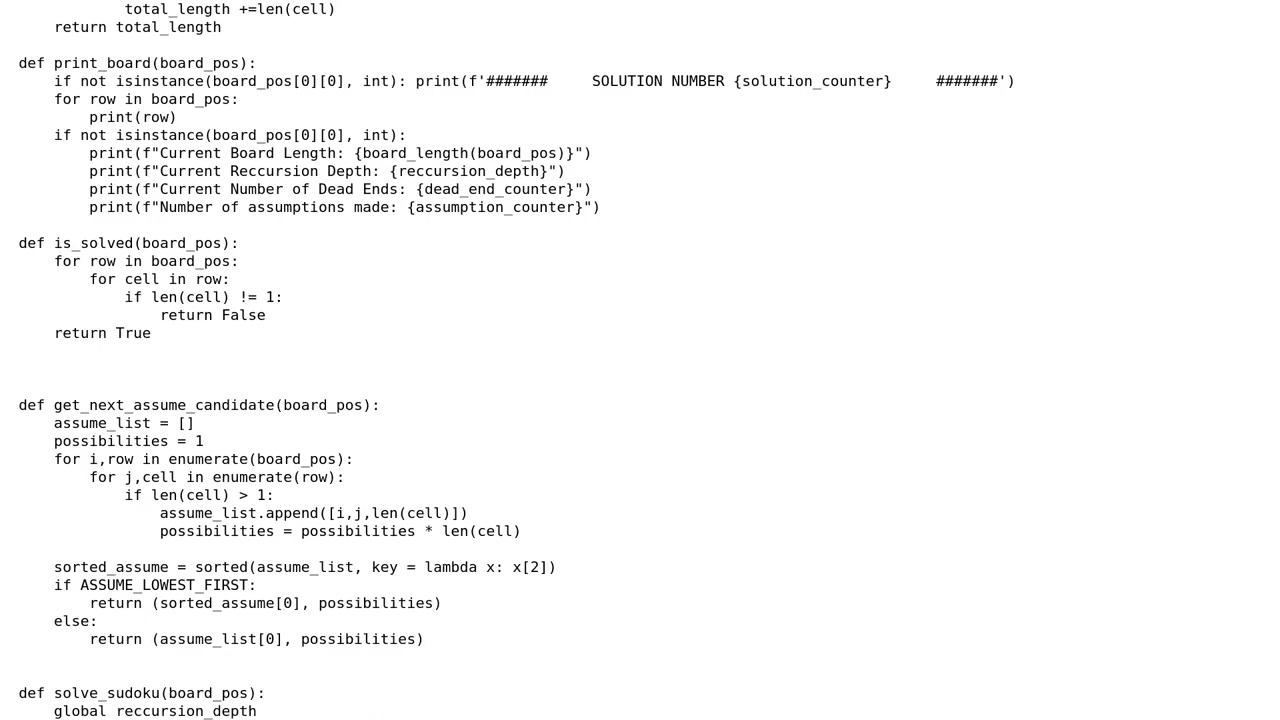 total_length +=len(cell)
    return total_length

def print_board(board_pos):
    if not isinstance(board_pos[0][0], int): print(f'#######     SOLUTION NUMBER {solution_counter}     #######')
    for row in board_pos:
        print(row)
    if not isinstance(board_pos[0][0], int):
        print(f"Current Board Length: {board_length(board_pos)}")
        print(f"Current Reccursion Depth: {reccursion_depth}")
        print(f"Current Number of Dead Ends: {dead_end_counter}")
        print(f"Number of assumptions made: {assumption_counter}")

def is_solved(board_pos):
    for row in board_pos:
        for cell in row:
            if len(cell) != 1:
                return False
    return True

def get_next_assume_candidate(board_pos):
    assume_list = []
    possibilities = 1
    for i,row in enumerate(board_pos):
        for j,cell in enumerate(row):
            if len(cell) > 1:
                assume_list.append([i,j,len(cell)])
                possibilities = possibilities * len(cell)

    sorted_assume = sorted(assume_list, key = lambda x: x[2])
    if ASSUME_LOWEST_FIRST:
        return (sorted_assume[0], possibilities)
    else:
        return (assume_list[0], possibilities)

def solve_sudoku(board_pos):
    global reccursion_depth